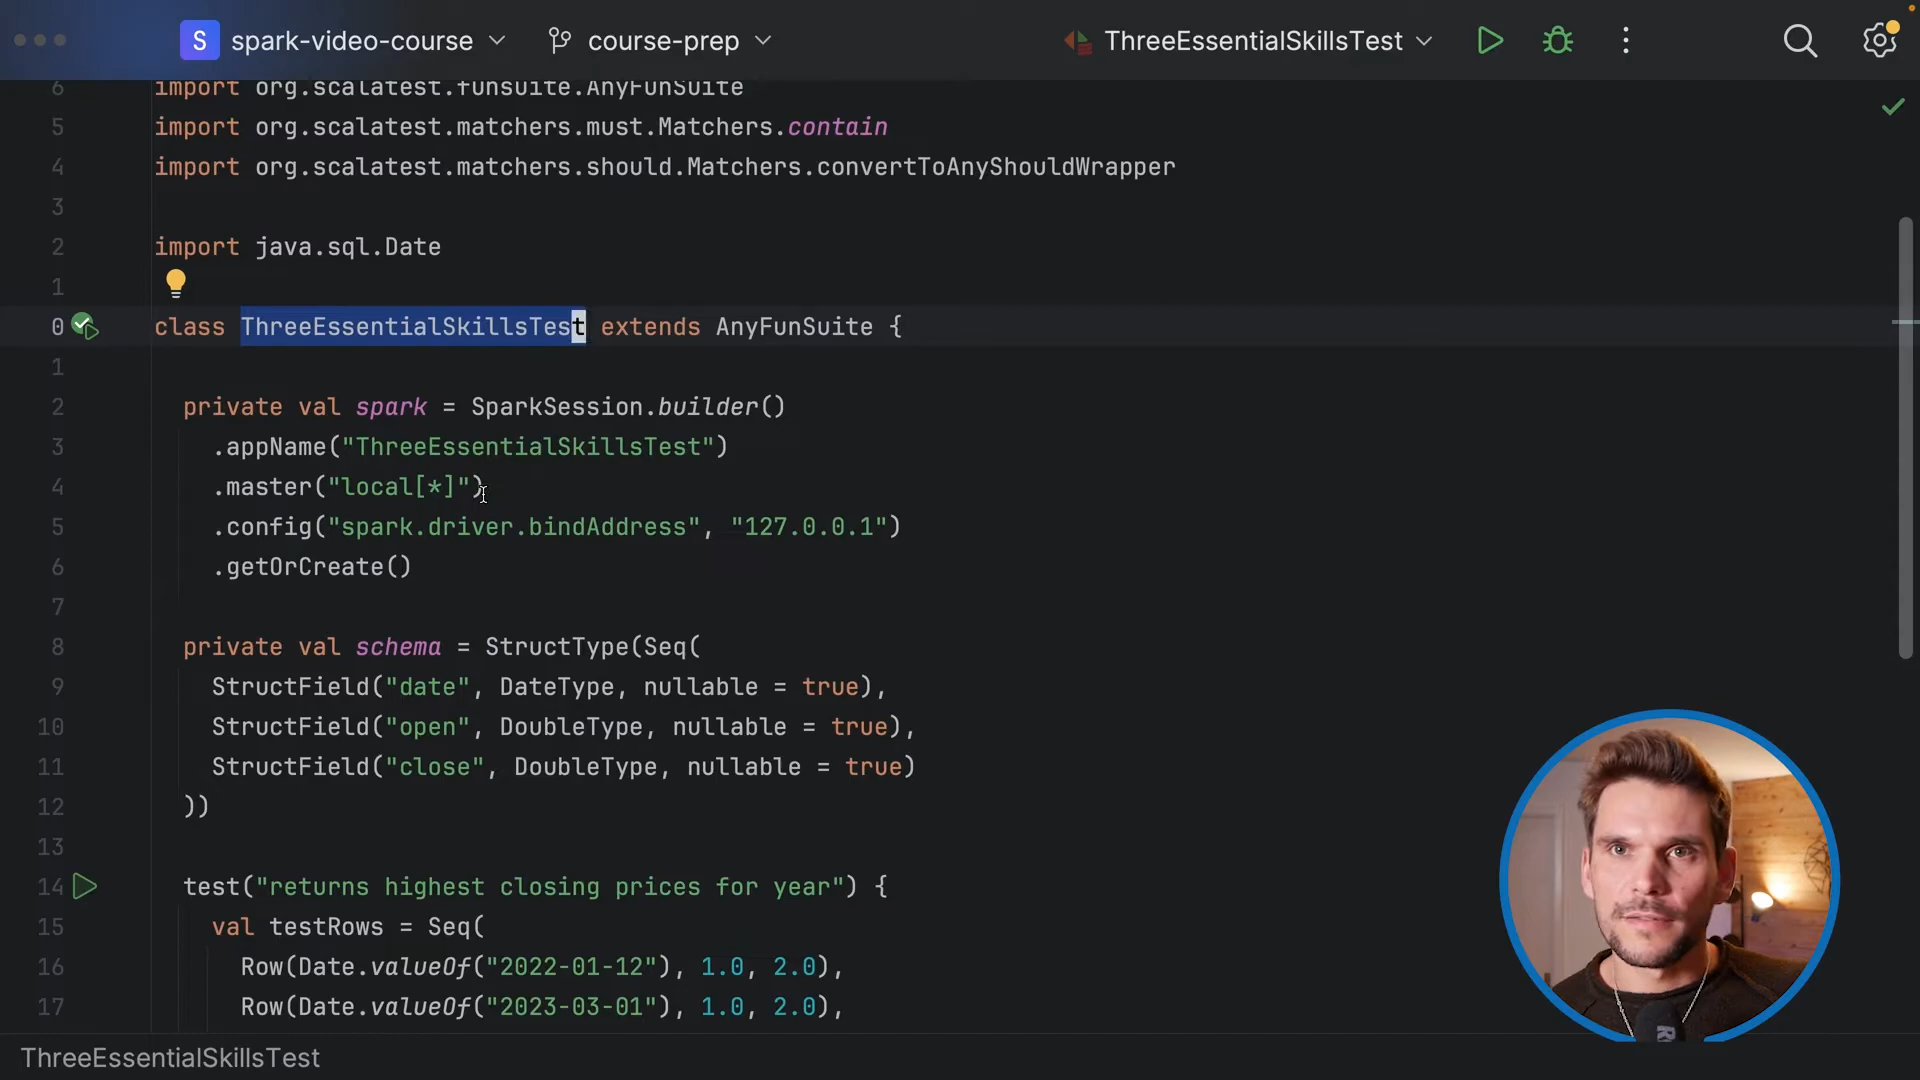 S spark-video-course course-prep ThreeEssentialSkillsTest
6 import org.scalatest.funsuite.AnyFunSuite
5 import org.scalatest.matchers.must.Matchers.contain
4 import org.scalatest.matchers.should.Matchers.convertToAnyShouldWrapper
3
2 import java.sql.Date
1
0 class ThreeEssentialSkillsTest extends AnyFunSuite {
1
2 private val spark = SparkSession.builder()
3 .appName("ThreeEssentialSkillsTest")
4 .master("local[*]")
5 .config("spark.driver.bindAddress", "127.0.0.1")
6 .getOrCreate()
7
8 private val schema = StructType(Seq(
9 StructField("date", DateType, nullable = true),
10 StructField("open", DoubleType, nullable = true),
11 StructField("close", DoubleType, nullable = true)
12 ))
13
14 test("returns highest closing prices for year") {
15 val testRows = Seq(
16 Row(Date.valueOf("2022-01-12"), 1.0, 2.0),
17 Row(Date.valueOf("2023-03-01"), 1.0, 2.0),
ThreeEssentialSkillsTest